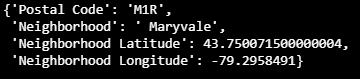 {'Postal Code': 'M1R',
 'Neighborhood': ' Maryvale',
 'Neighborhood Latitude': 43.750071500000004,
 'Neighborhood Longitude': -79.2958491}